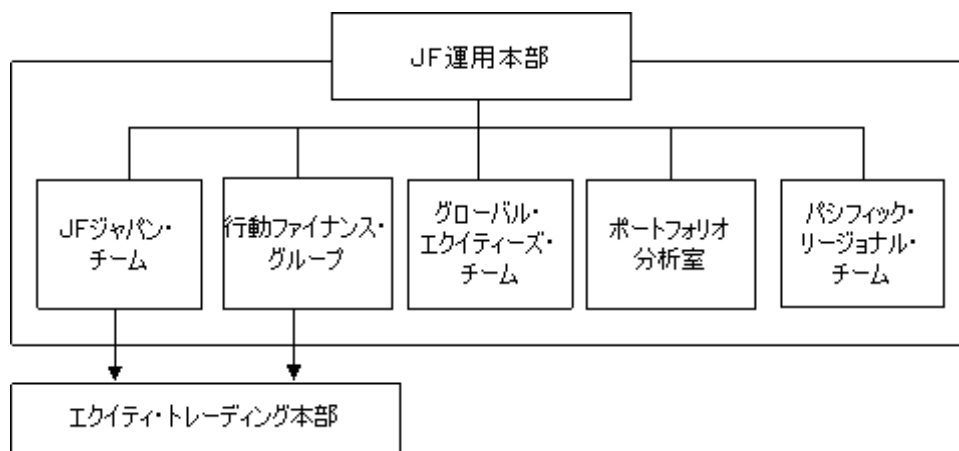 JF運用本部
JFジャパン・
チーム
行動ファイナンス・
グループ
グローバル・
エクイティーズ・
チーム
ポートフォリオ
分析室
パシフィック・
リージョナル・
チーム
エクイティ・トレーディング本部